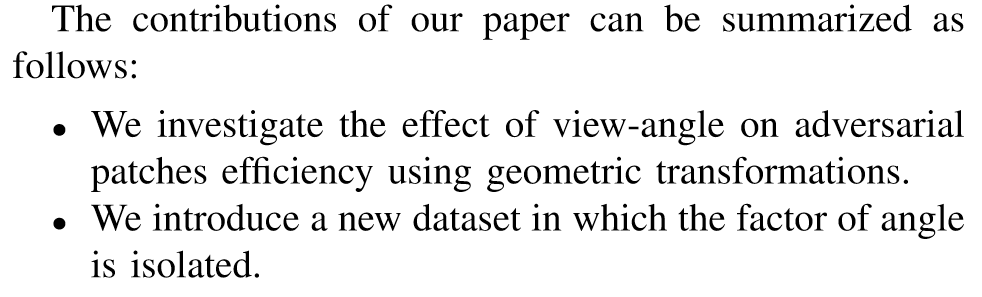 The contributions of our paper can be summarized as
follows:
• We investigate the effect of view-angle on adversarial
patches efficiency using geometric transformations.
• We introduce a new dataset in which the factor of angle
is isolated.